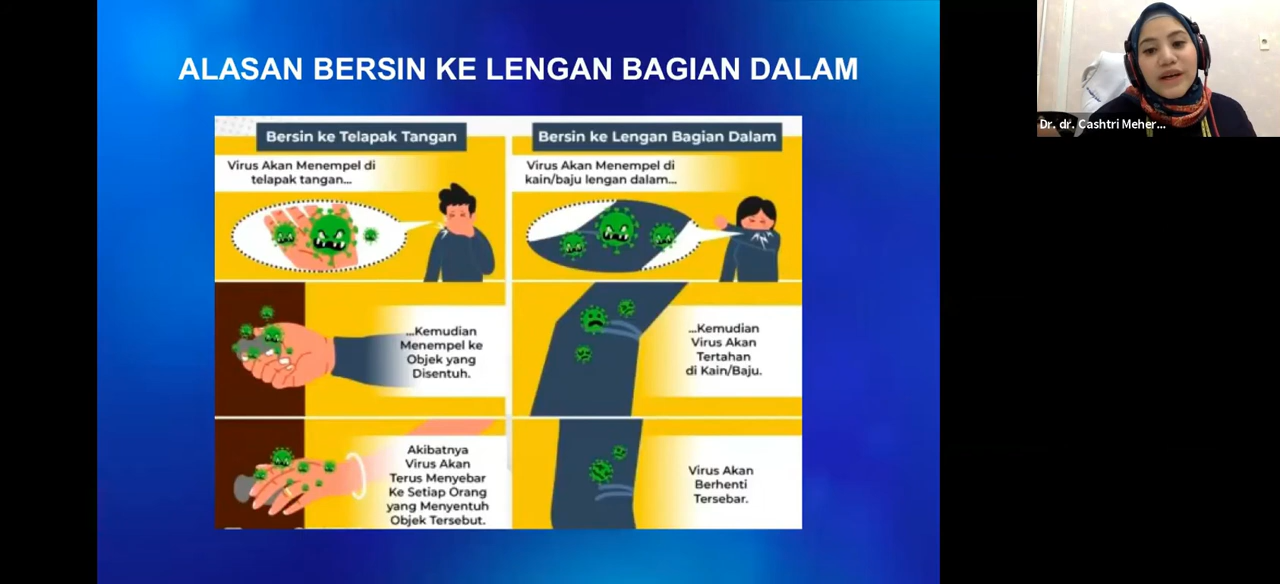 ALASAN BERSIN KE LENGAN BAGIAN DALAM
Bersin ke Telapak Tangan
Virus Akan Menempel di
telapak tangan...
...Kemudian
Menempel ke
Objek yang
Disentuh.
Akibatnya
Virus Akan
Terus Menyebar
Ke Setiap Orang
yang Menyentuh
Objek Tersebut.
Bersin ke Lengan Bagian Dalam
Virus Akan Menempel di
kain/baju lengan dalam...
...Kemudian
Virus Akan
Tertahan
di Kain/Baju.
Virus Akan
Berhenti
Tersebar.
Dr. dr. Cashtri Meher...